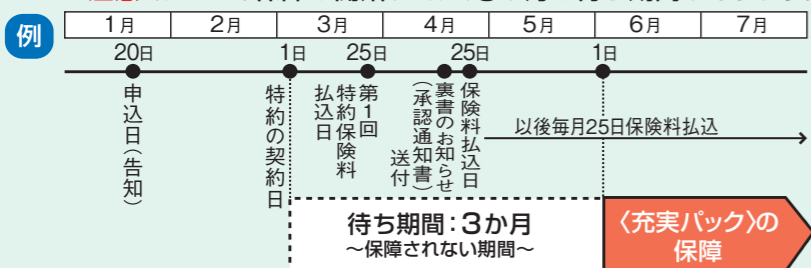 例
1月 2月 3月 4月 5月 6月 7月
20日 1日 25日 25日 1日
申込日(告知)
特約の契約日
第1回
特約保険料
払込日
裏書のお知らせ
(承認通知書)
送付
保険料払込日
以後毎月25日保険料払込
待ち期間:3か月
~保障されない期間~
〈充実パック〉の
保障